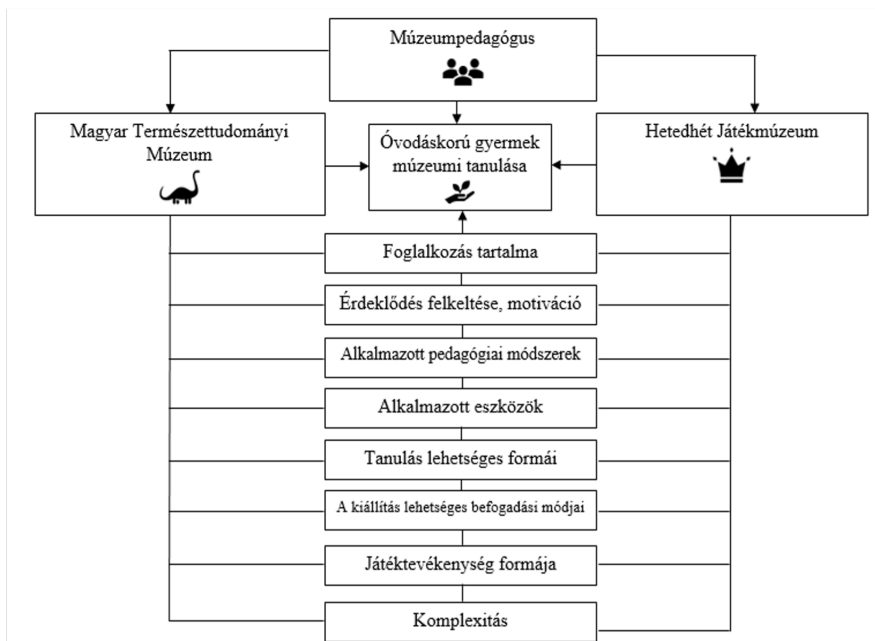 Múzeumpedagógus
Magyar Természettudományi
Múzeum
Óvodáskorú gyermek
múzeumi tanulása
Hetedhét Játékmúzeum
Foglalkozás tartalma
Érdeklődés felkeltése, motiváció
Alkalmazott pedagógiai módszerek
Alkalmazott eszközök
Tanulás lehetséges formái
A kiállítás lehetséges befogadási módjai
Játéktevékenység formája
Komplexitás